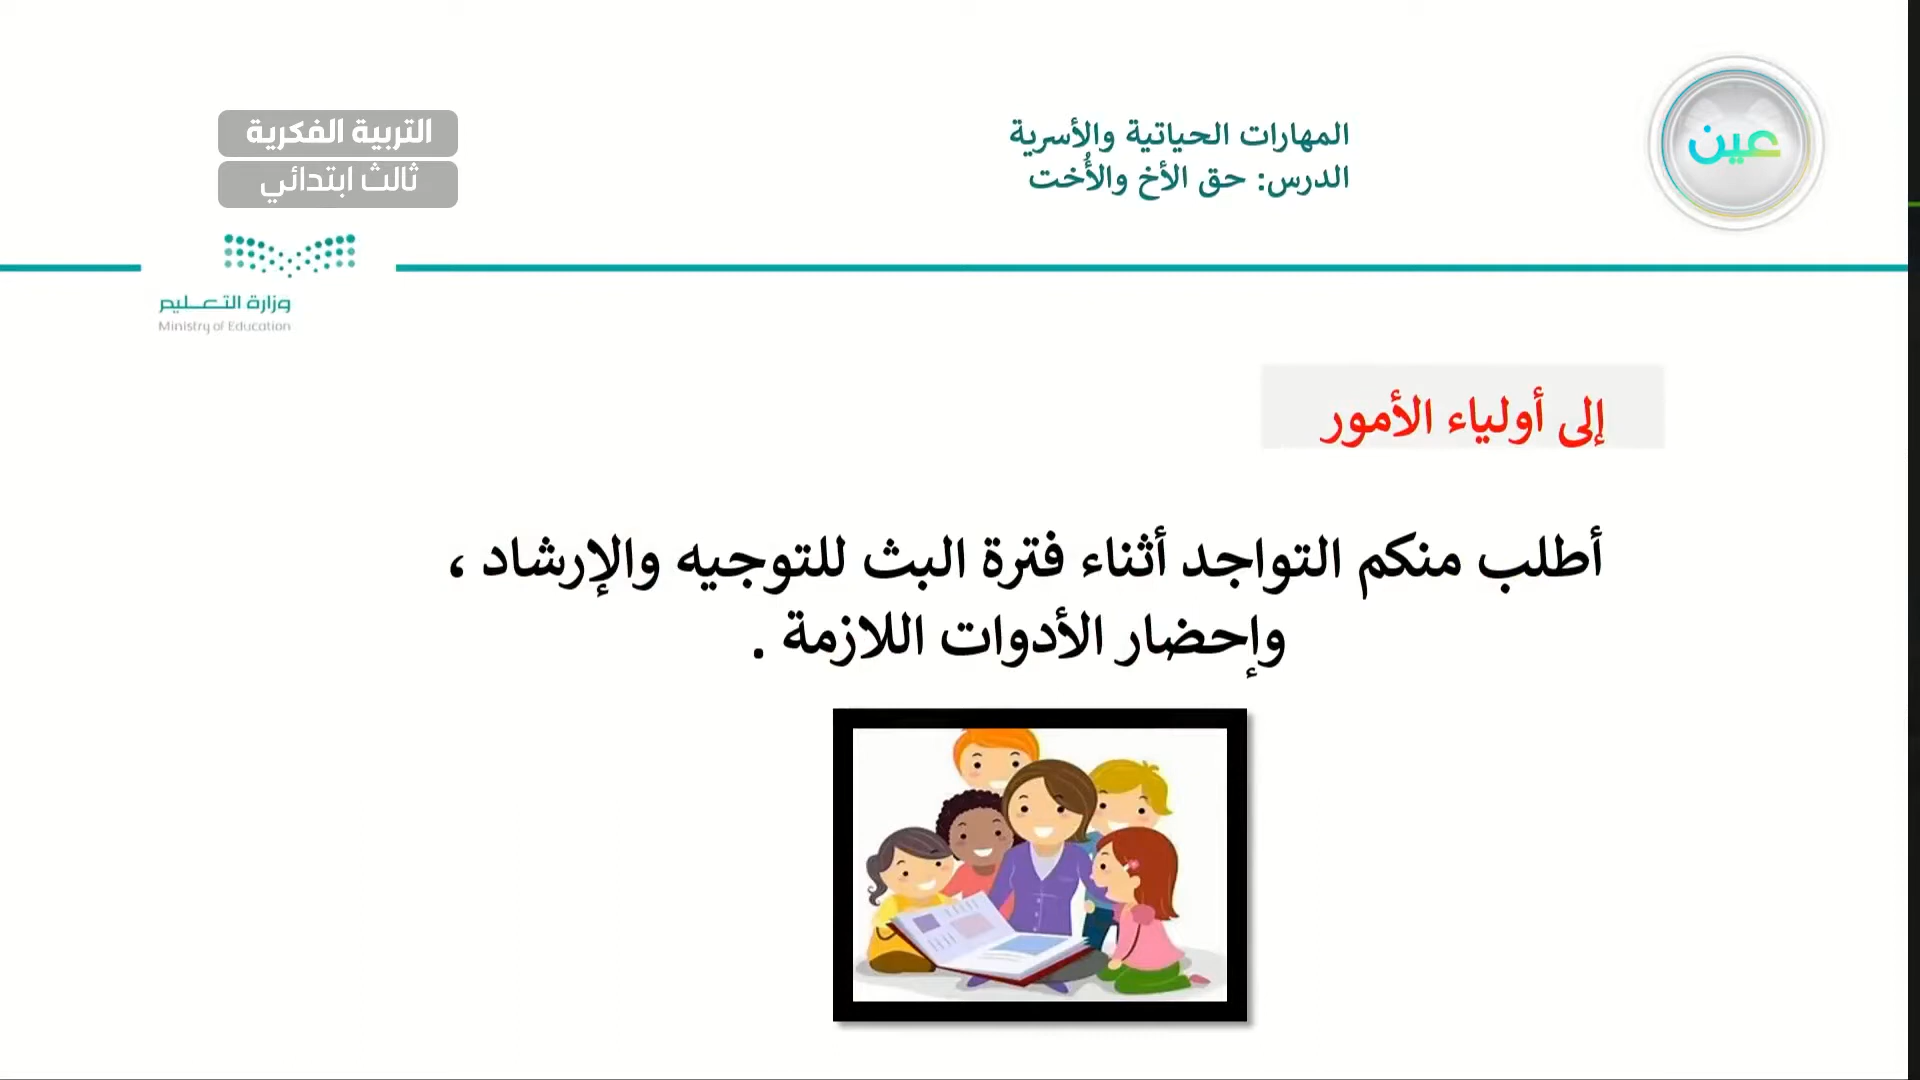 عين
المهارات الحياتية والأسرية
الدرس: حق الأخ والأُخت
التربية الفكرية
ثالث ابتدائي
وزارة التعليم
Ministry of Education
إلى أولياء الأمور
أطلب منكم التواجد أثناء فترة البث للتوجيه والإرشاد ،
وإحضار الأدوات اللازمة .